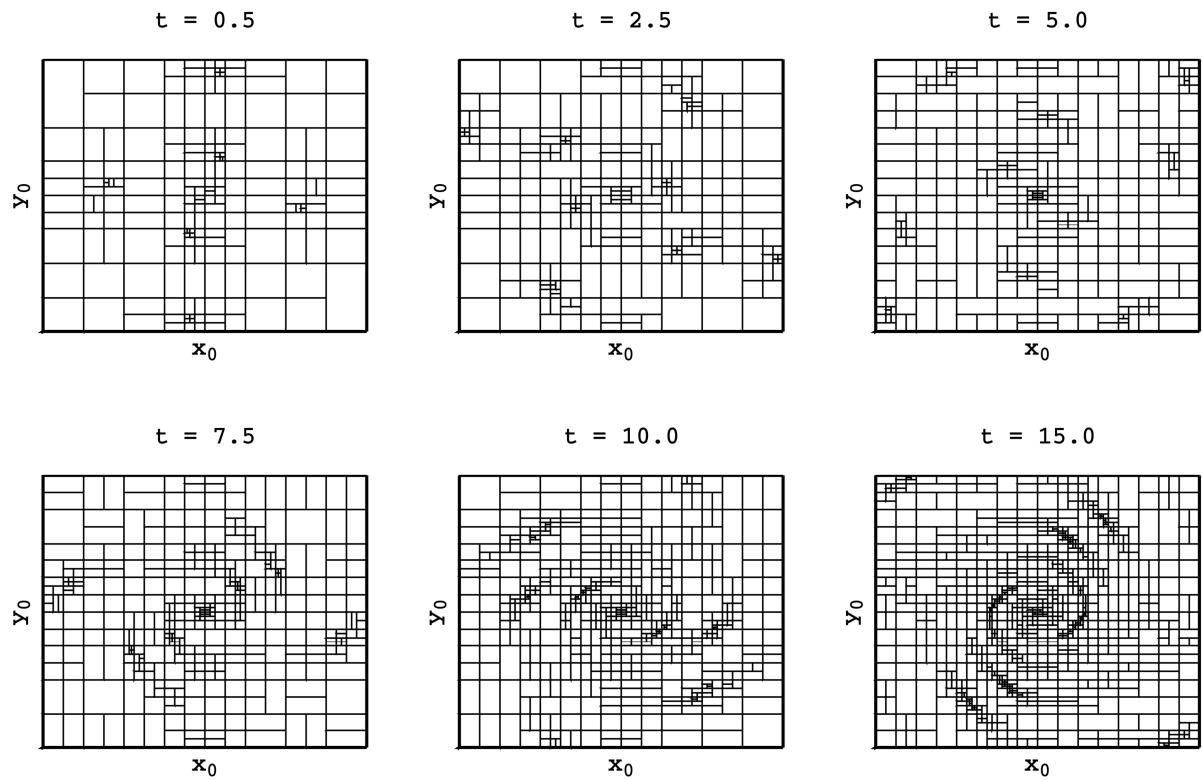 t = 0.5 t = 2.5 t = 5.0
Y₀ Y₀ Y₀
x₀ x₀ x₀
t = 7.5 t = 10.0 t = 15.0
Y₀ Y₀ Y₀
x₀ x₀ x₀